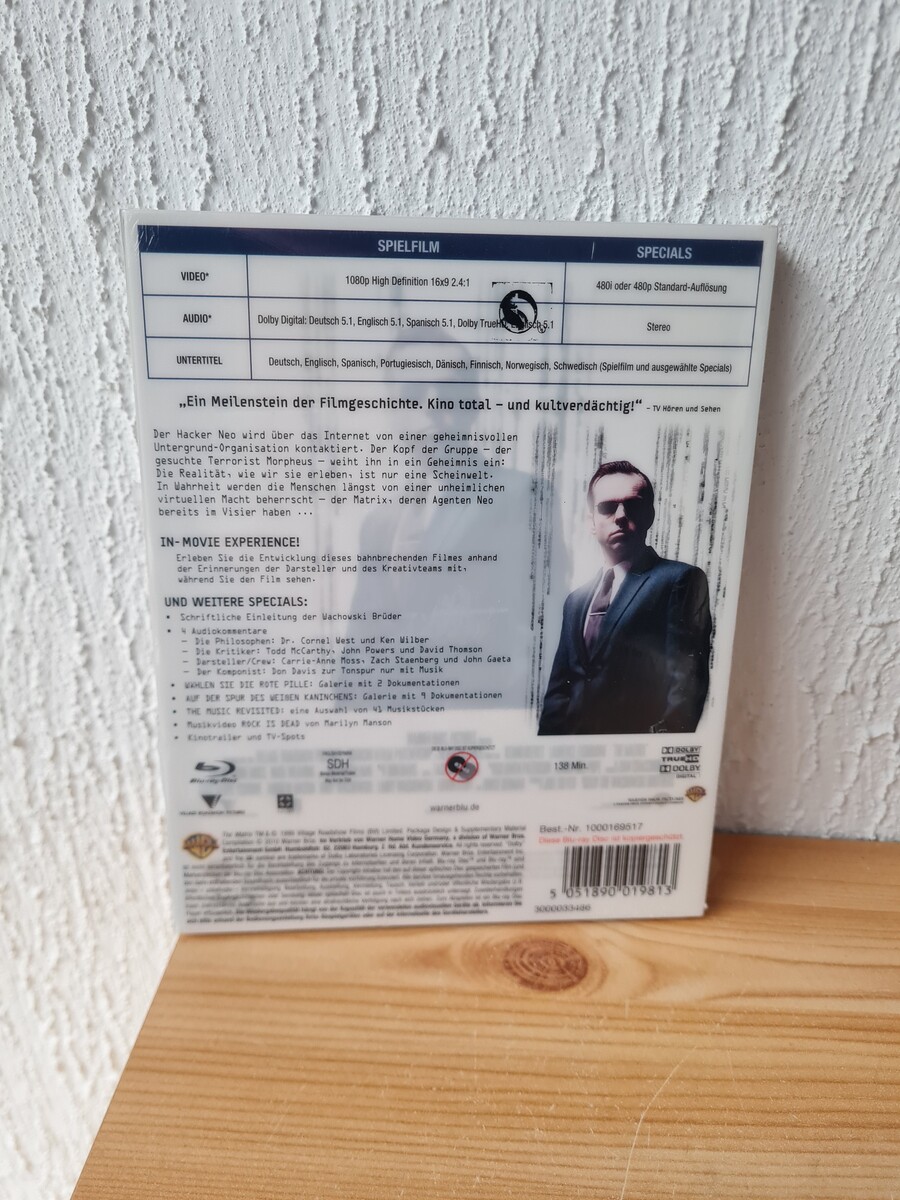 SPIELFILM
SPECIALS
VIDEO*
1080p High Definition 16x9 2.4:1
480i oder 480p Standard-Auflösung
AUDIO*
Dolby Digital: Deutsch 5.1, Englisch 5.1, Spanisch 5.1, Dolby TrueHD: Englisch 5.1
Stereo
UNTERTITEL
Deutsch, Englisch, Spanisch, Portugiesisch, Dänisch, Finnisch, Norwegisch, Schwedisch (Spielfilm und ausgewählte Specials)
„Ein Meilenstein der Filmgeschichte. Kino total – und kultverdächtig!“ – TV Hören und Sehen
Der Hacker Neo wird über das Internet von einer geheimnisvollen
Untergrund-Organisation kontaktiert. Der Kopf der Gruppe – der
gesuchte Terrorist Morpheus – weiht ihn in ein Geheimnis ein:
Die Realität, wie wir sie erleben, ist nur eine Scheinwelt.
In Wahrheit werden die Menschen längst von einer unheimlichen
virtuellen Macht beherrscht – der Matrix, deren Agenten Neo
bereits im Visier haben ...
IN-MOVIE EXPERIENCE!
Erleben Sie die Entwicklung dieses bahnbrechenden Filmes anhand
der Erinnerungen der Darsteller und des Kreativteams mit,
während Sie den Film sehen.
UND WEITERE SPECIALS:
• Schriftliche Einleitung der Wachowski Brüder
• 4 Audiokommentare
– Die Philosophen: Dr. Cornel West und Ken Wilber
– Die Kritiker: Todd McCarthy, John Powers und David Thomson
– Darsteller/Crew: Carrie-Anne Moss, Zach Staenberg und John Gaeta
– Der Komponist: Don Davis zur Tonspur nur mit Musik
• WÄHLEN SIE DIE ROTE PILLE: Galerie mit 2 Dokumentationen
• AUF DER SPUR DES WEIßEN KANINCHENS: Galerie mit 9 Dokumentationen
• THE MUSIC REVISITED: eine Auswahl von 41 Musikstücken
• Musikvideo ROCK IS DEAD von Marilyn Manson
• Kinotrailer und TV-Spots
Blu-ray Disc
SDH
138 Min.
DOLBY
TRUEHD
DOLBY
DIGITAL
warnerblu.de
Best.-Nr. 1000169517
Diese Blu-ray Disc ist kopiergeschützt.
5 051890 019813
3000033486